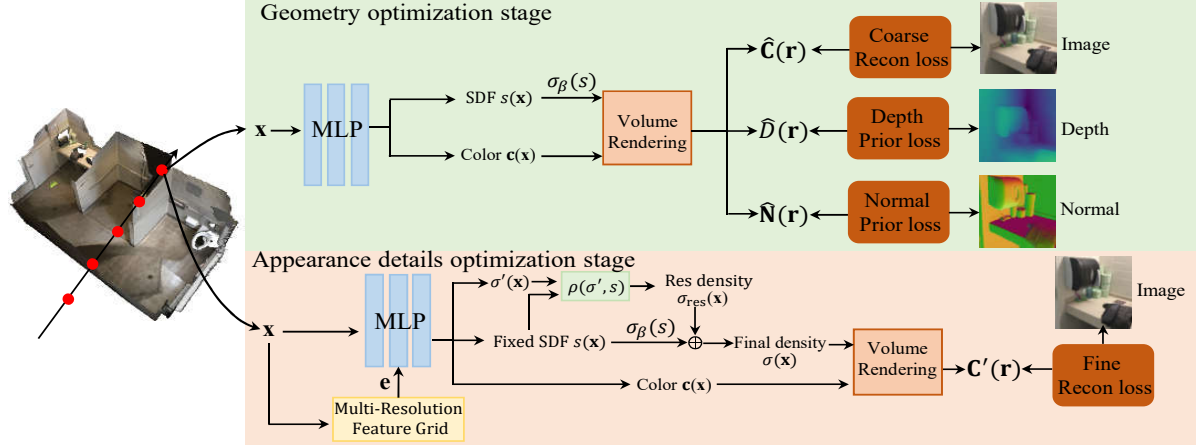 Geometry optimization stage
x
MLP
SDF s(x)
σβ(s)
Color c(x)
Volume
Rendering
Ĉ(r)
Coarse
Recon loss
Image
D̂(r)
Depth
Prior loss
Depth
N̂(r)
Normal
Prior loss
Normal
Appearance details optimization stage
x
MLP
e
Multi-Resolution
Feature Grid
σ′(x)
ρ(σ′, s)
Res density
σres(x)
Fixed SDF s(x)
σβ(s)
⊕
Final density
σ(x)
Color c(x)
Volume
Rendering
C′(r)
Fine
Recon loss
Image